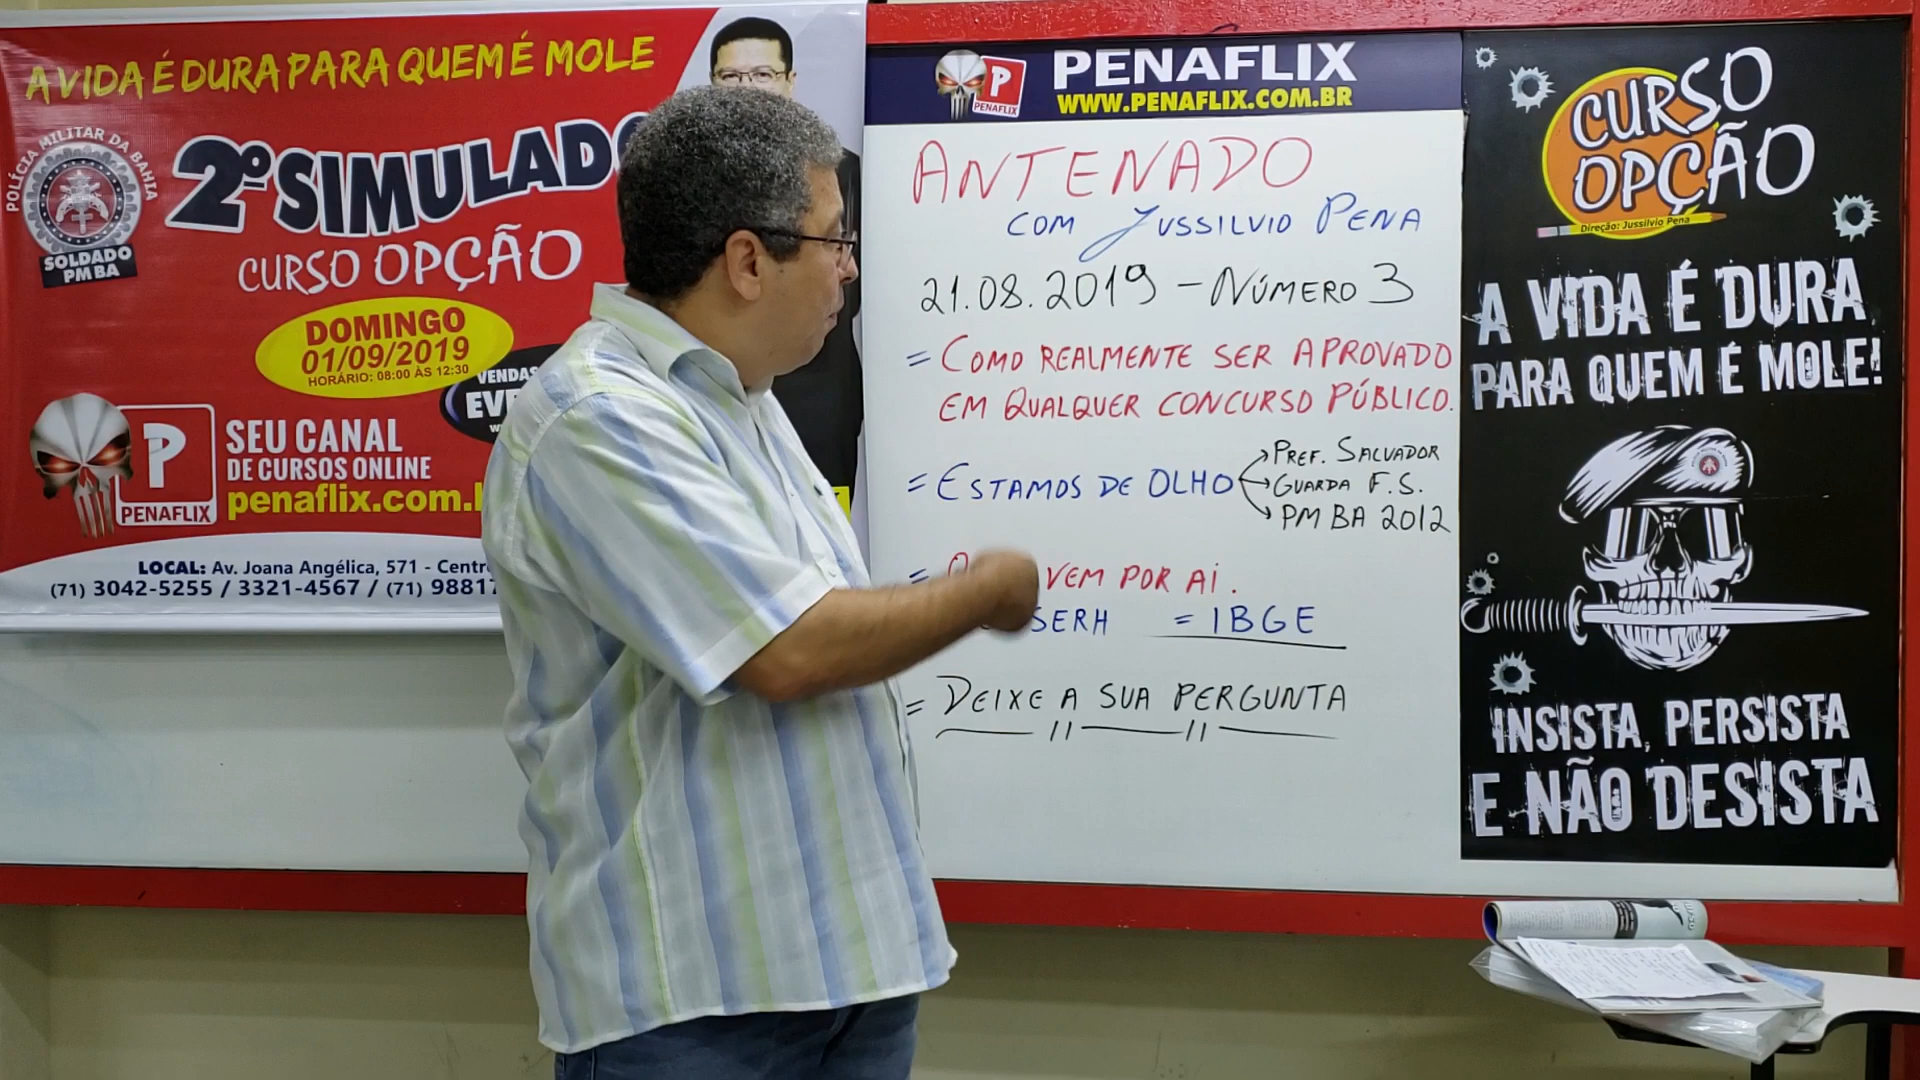 A VIDA É DURA PARA QUEM É MOLE
POLÍCIA MILITAR DA BAHIA
SOLDADO
PM BA
2º SIMULADO
CURSO OPÇÃO
DOMINGO
01/09/2019
HORÁRIO: 08:00 ÀS 12:30
VENDAS
P
PENAFLIX
SEU CANAL
DE CURSOS ONLINE
penaflix.com.
LOCAL: Av. Joana Angélica, 571 - Centro
(71) 3042-5255 / 3321-4567 / (71) 9881
P
PENAFLIX
PENAFLIX
WWW.PENAFLIX.COM.BR
ANTENADO
COM JUSSILVIO PENA
21.08.2019 - NÚMERO 3
= COMO REALMENTE SER APROVADO
EM QUALQUER CONCURSO PÚBLICO.
= ESTAMOS DE OLHO
PREF. SALVADOR
GUARDA F.S.
PM BA 2012
= VEM POR AÍ.
SERH = IBGE
= DEIXE A SUA PERGUNTA
CURSO
OPÇÃO
Direção: Jussilvio Pena
A VIDA É DURA
PARA QUEM É MOLE!
INSISTA, PERSISTA
E NÃO DESISTA